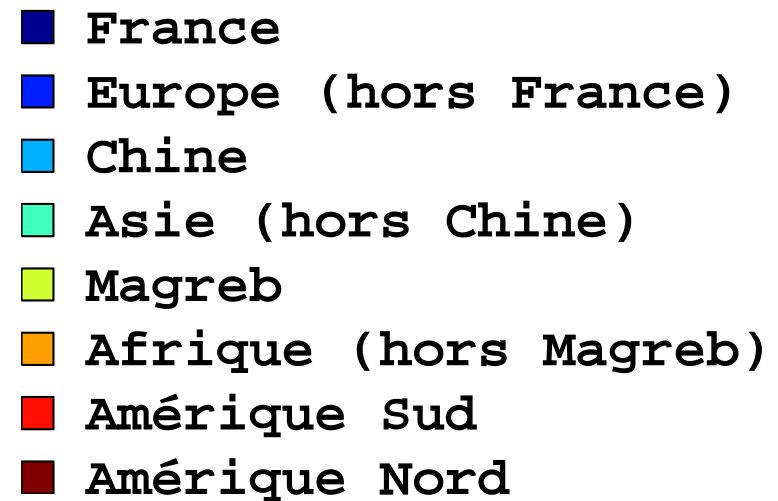 France
Europe (hors France)
Chine
Asie (hors Chine)
Magreb
Afrique (hors Magreb)
Amérique Sud
Amérique Nord